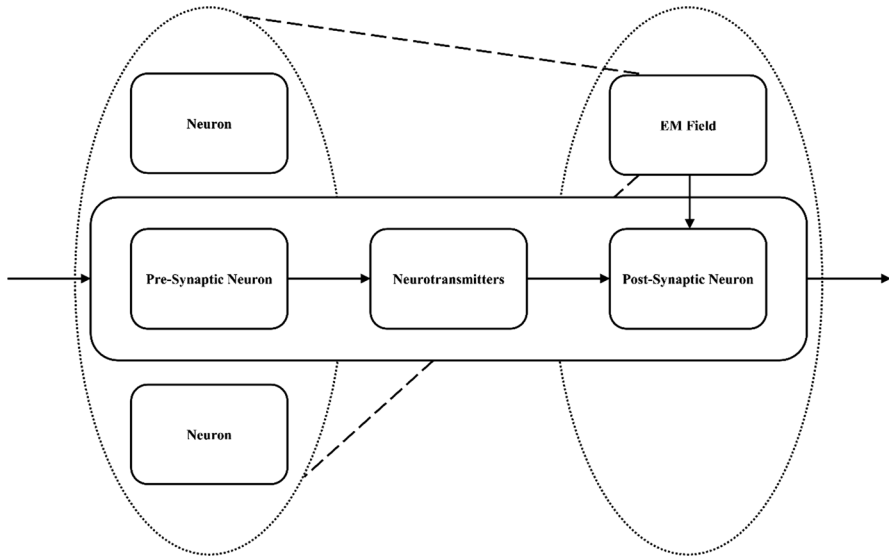 Neuron
EM Field
Pre-Synaptic Neuron
Neurotransmitters
Post-Synaptic Neuron
Neuron